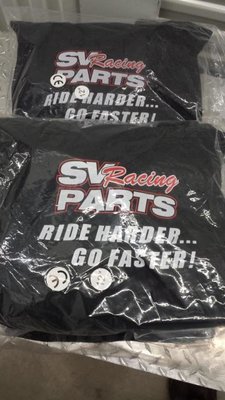 SV Racing
PARTS
RIDE HARDER...
GO FASTER!
SV Racing
PARTS
RIDE HARDER...
GO FASTER!